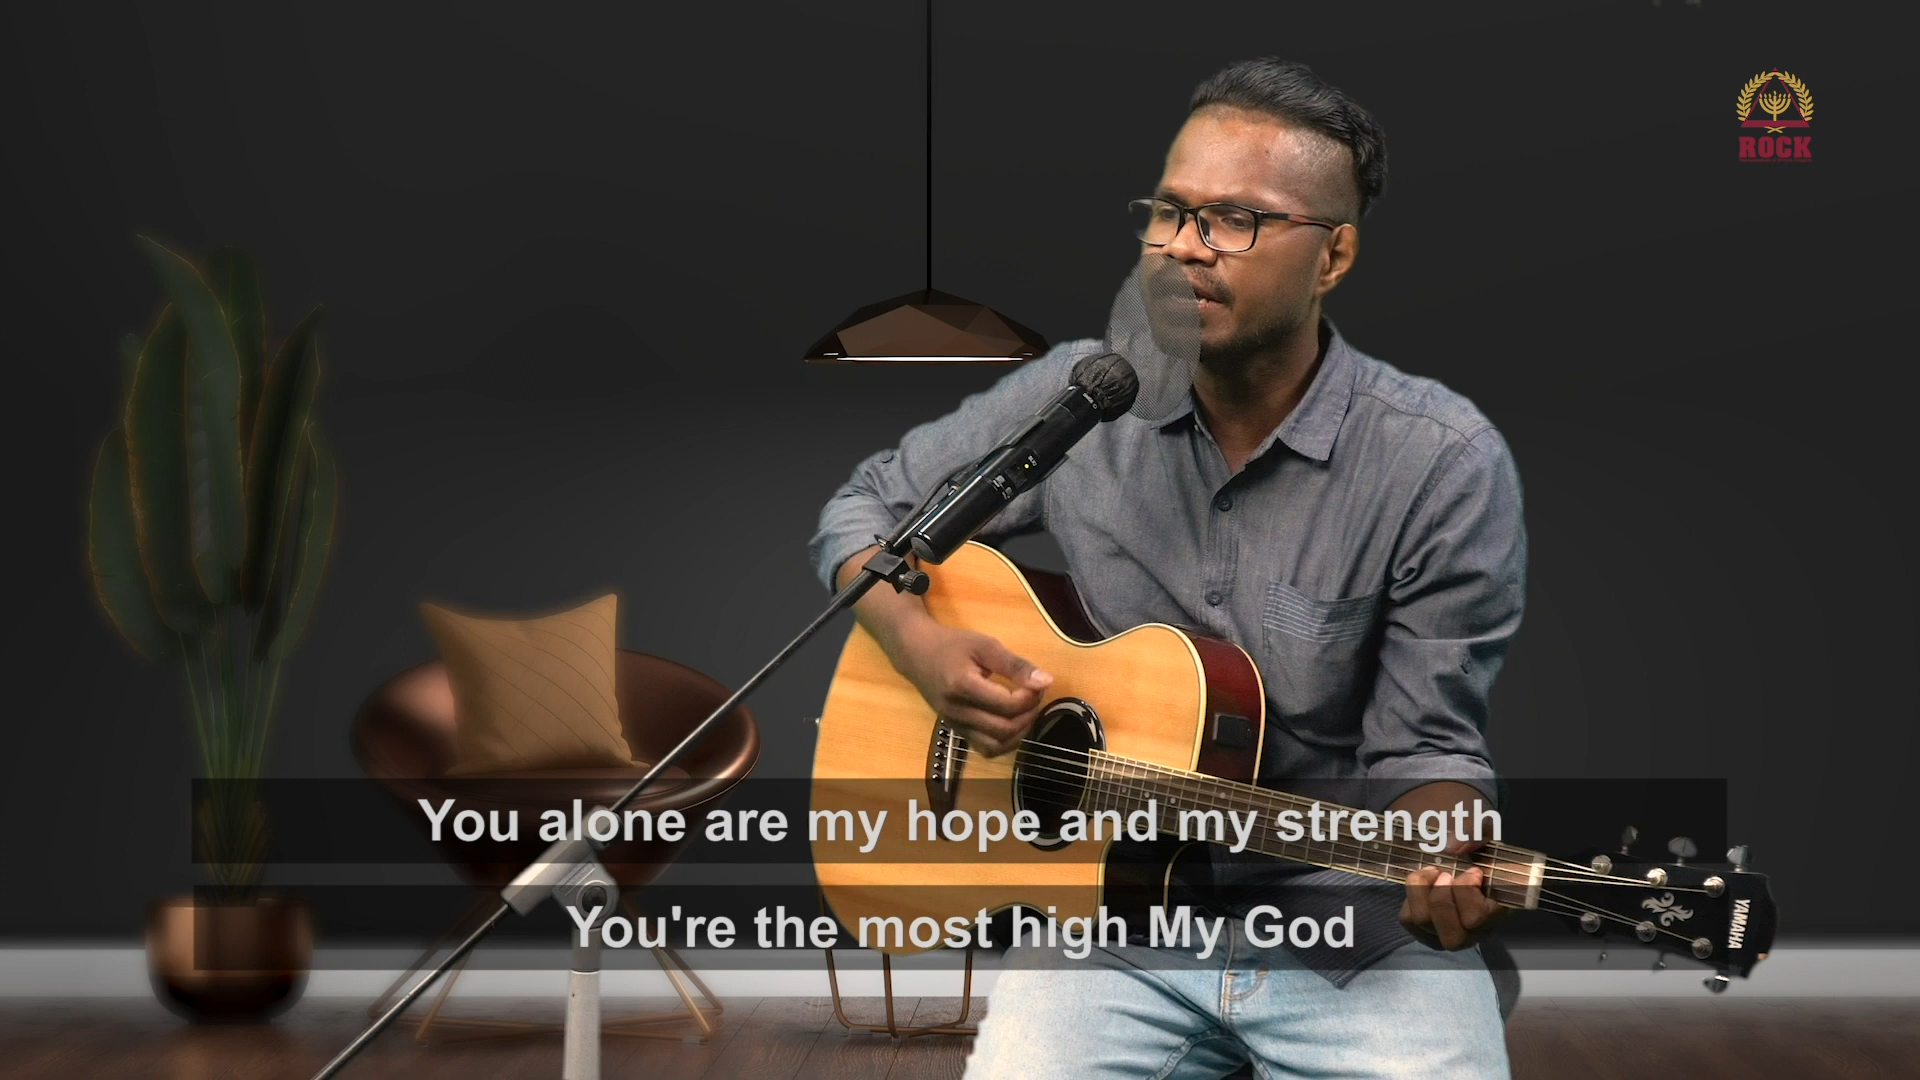 ROCK
You alone are my hope and my strength
You're the most high My God
YAMAHA